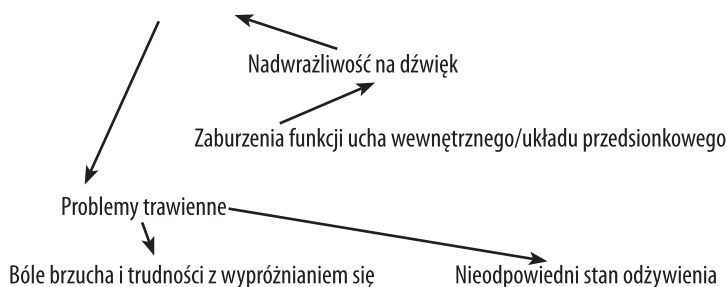 Nadwrażliwość na dźwięk
Zaburzenia funkcji ucha wewnętrznego/układu przedsionkowego
Problemy trawienne
Bóle brzucha i trudności z wypróżnianiem się
Nieodpowiedni stan odżywienia